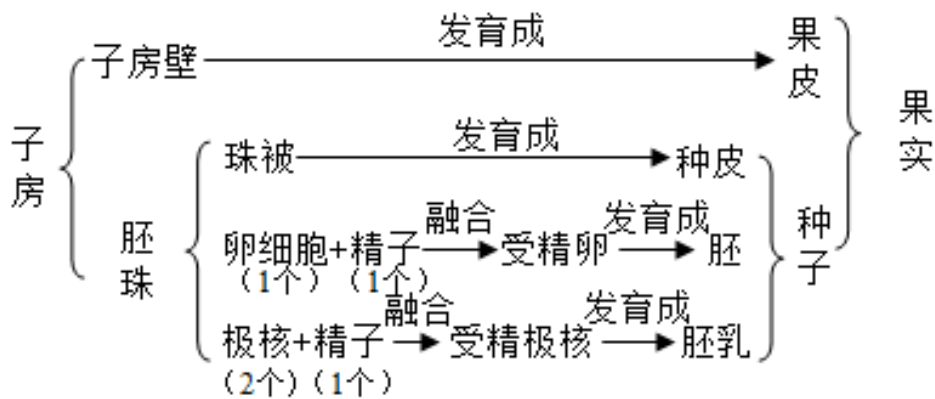 发育成
子房壁 果皮
子房 果实
发育成
珠被 种皮
胚珠 融合 发育成 种子
卵细胞+精子 受精卵 胚
（1个）（1个）
融合 发育成
极核+精子 受精极核 胚乳
（2个）（1个）